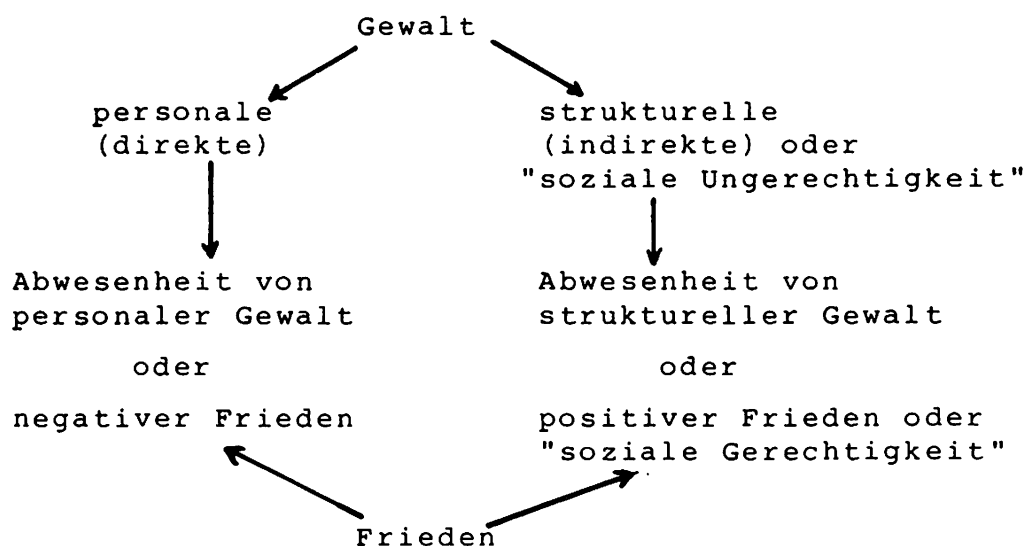 Gewalt
personale
(direkte)
strukturelle
(indirekte) oder
"soziale Ungerechtigkeit"
Abwesenheit von
personaler Gewalt
oder
negativer Frieden
Abwesenheit von
struktureller Gewalt
oder
positiver Frieden oder
"soziale Gerechtigkeit"
Frieden